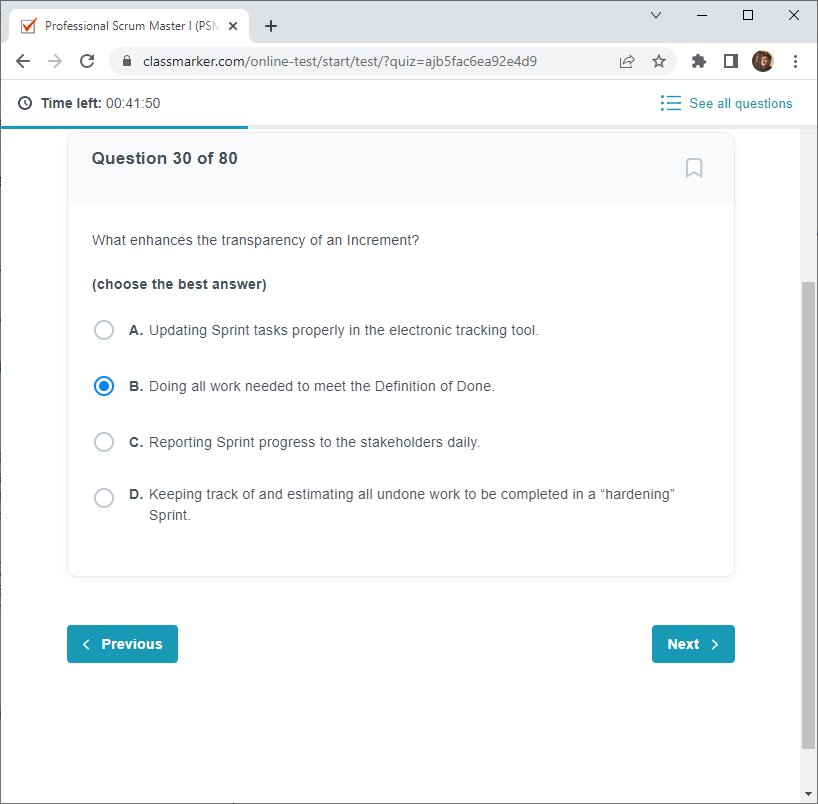 Professional Scrum Master I (PSM
classmarker.com/online-test/start/test/?quiz=ajb5fac6ea92e4d9
Time left: 00:41:50
See all questions
Question 30 of 80
What enhances the transparency of an Increment?
(choose the best answer)
A. Updating Sprint tasks properly in the electronic tracking tool.
B. Doing all work needed to meet the Definition of Done.
C. Reporting Sprint progress to the stakeholders daily.
D. Keeping track of and estimating all undone work to be completed in a “hardening”
Sprint.
Previous
Next